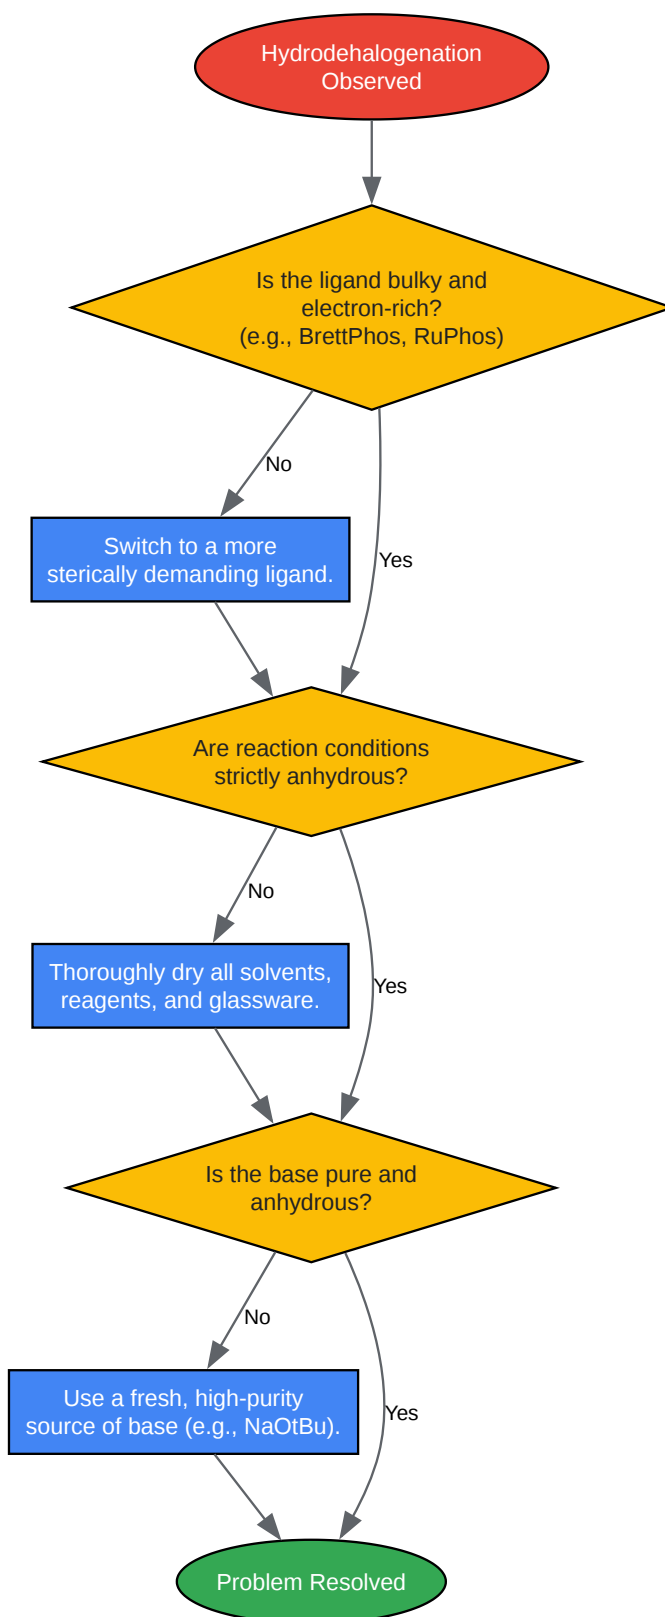 Hydrodehalogenation
Observed
Is the ligand bulky and
electron-rich?
(e.g., BrettPhos, RuPhos)
No
Yes
Switch to a more
sterically demanding ligand.
Are reaction conditions
strictly anhydrous?
No
Yes
Thoroughly dry all solvents,
reagents, and glassware.
Is the base pure and
anhydrous?
No
Yes
Use a fresh, high-purity
source of base (e.g., NaOtBu).
Problem Resolved